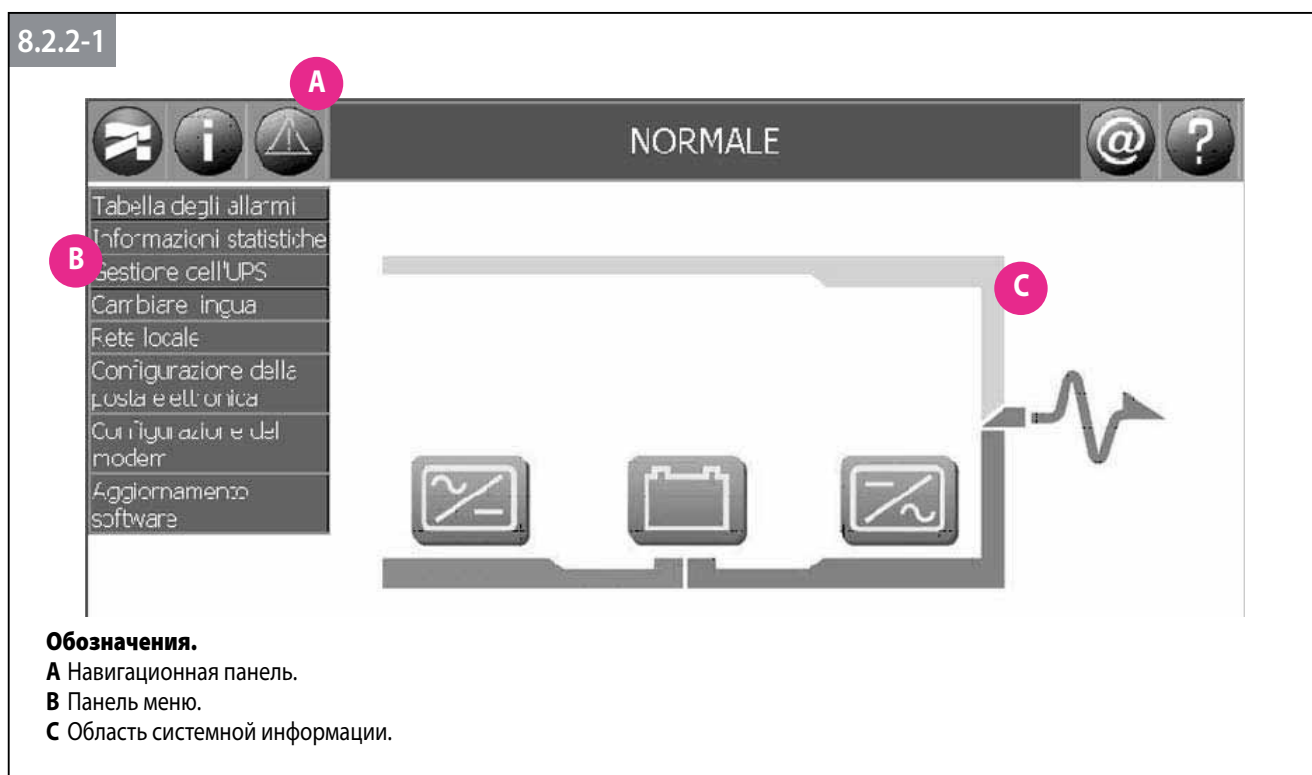 8.2.2-1
A
NORMALE
Tabella degli allarmi
Informazioni statistiche
B
Gestione cell'UPS
C
Cambiare lingua
Rete locale
Configurazione della
posta elettronica
Configurazione del
modem
Aggiornamento
software
Обозначения.
A Навигационная панель.
B Панель меню.
C Область системной информации.